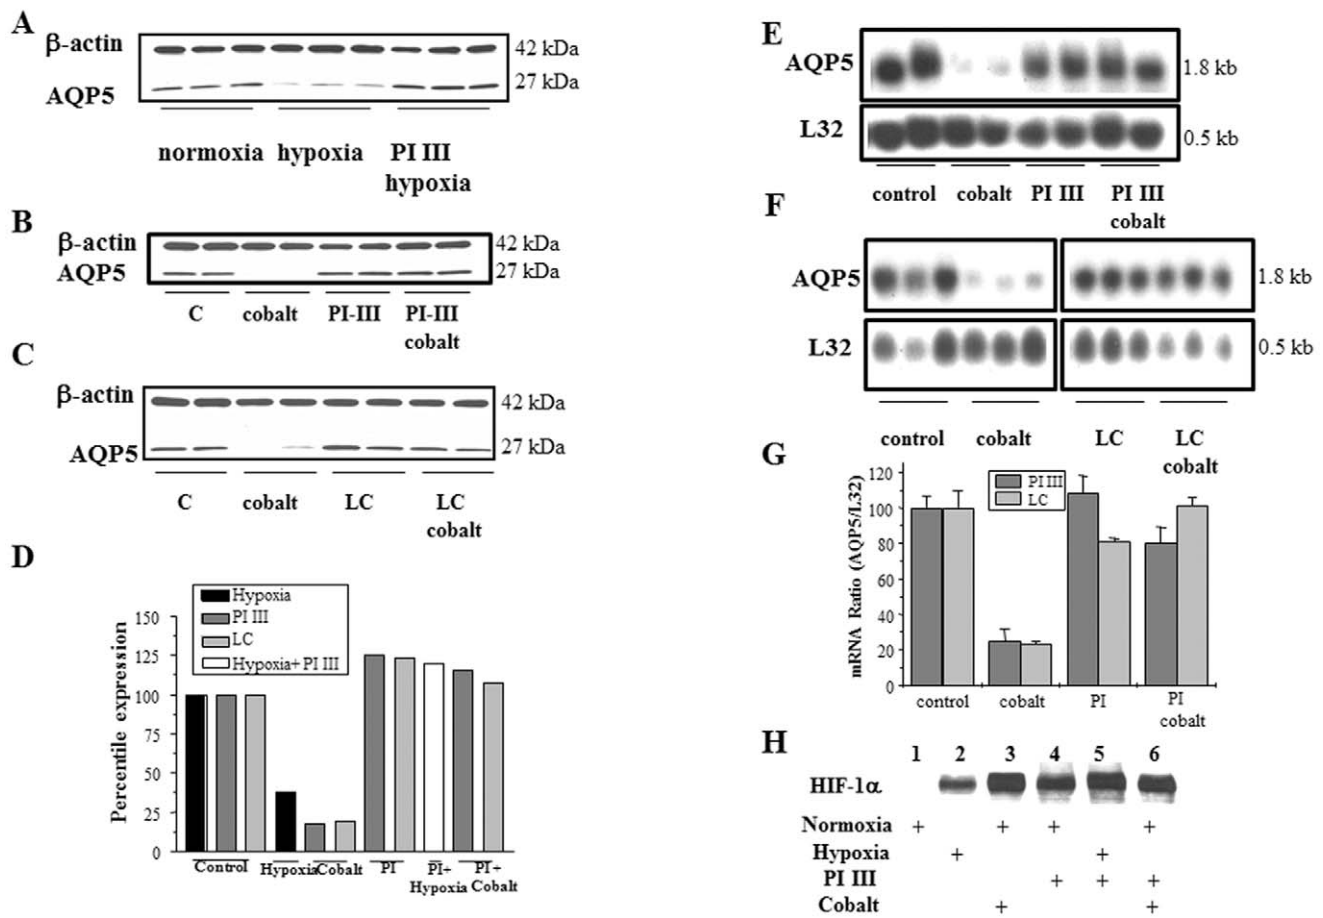 A
β-actin 42 kDa
AQP5 27 kDa
normoxia hypoxia PI III
hypoxia
B
β-actin 42 kDa
AQP5 27 kDa
C cobalt PI-III PI-III
cobalt
C
β-actin 42 kDa
AQP5 27 kDa
C cobalt LC LC
cobalt
D
Hypoxia
PI III
LC
Hypoxia+ PI III
Percentile expression
150
125
100
75
50
25
0
Control Hypoxia Cobalt PI PI+ PI+
Hypoxia Cobalt
E
AQP5 1.8 kb
L32 0.5 kb
control cobalt PI III PI III
cobalt
F
AQP5 1.8 kb
L32 0.5 kb
control cobalt LC LC
cobalt
G
PI III
LC
mRNA Ratio (AQP5/L32)
120
100
80
60
40
20
0
control cobalt PI PI
cobalt
H
1 2 3 4 5 6
HIF-1α
Normoxia + + + +
Hypoxia + +
PI III + + +
Cobalt + +